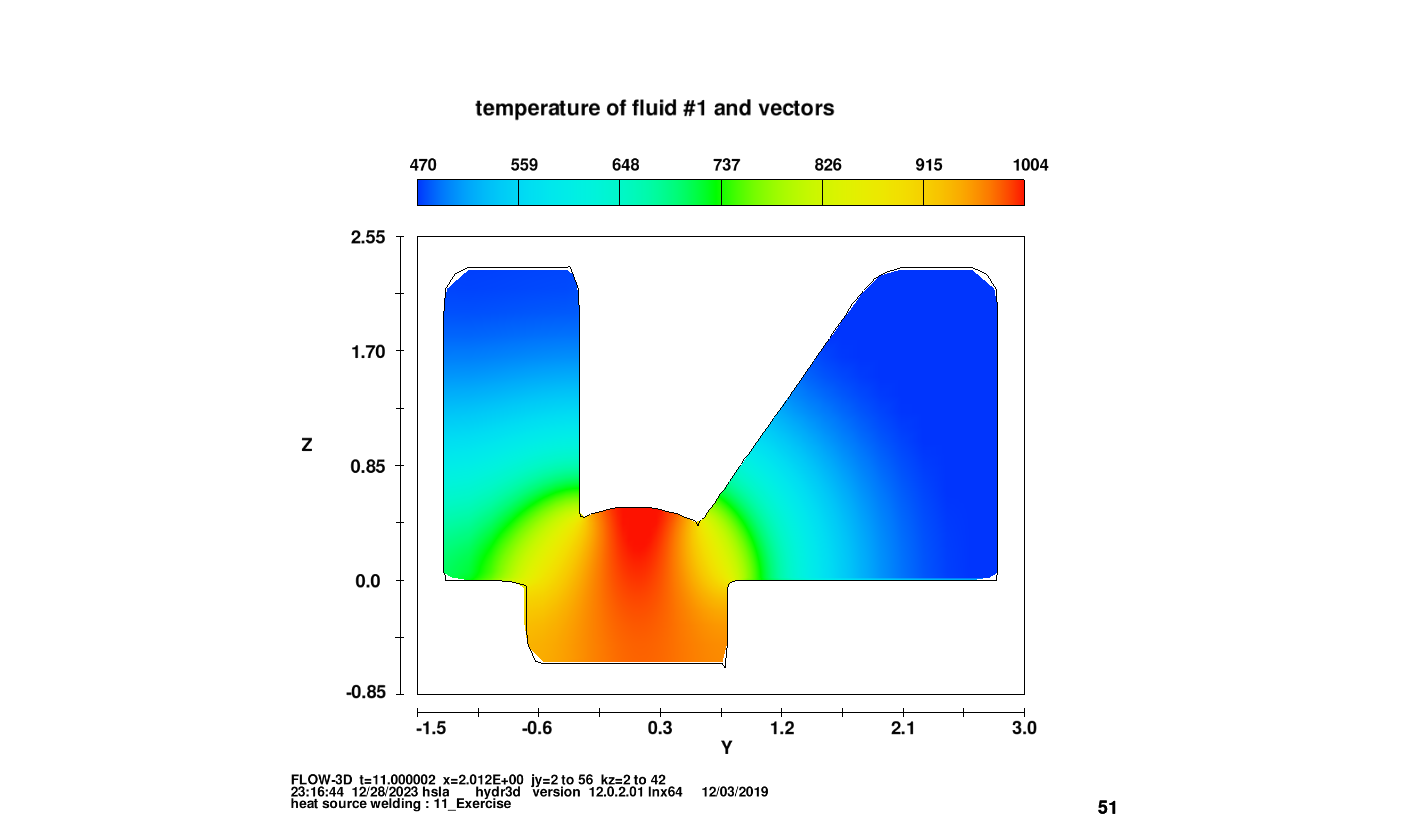 temperature of fluid #1 and vectors
470 559 648 737 826 915 1004
2.55
1.70
Z
0.85
0.0
-0.85
-1.5 -0.6 0.3 1.2 2.1 3.0
Y
FLOW-3D t=11.000002 x=2.012E+00 jy=2 to 56 kz=2 to 42
23:16:44 12/28/2023 hsla hydr3d version 12.0.2.01 lnx64 12/03/2019
heat source welding : 11_Exercise
51